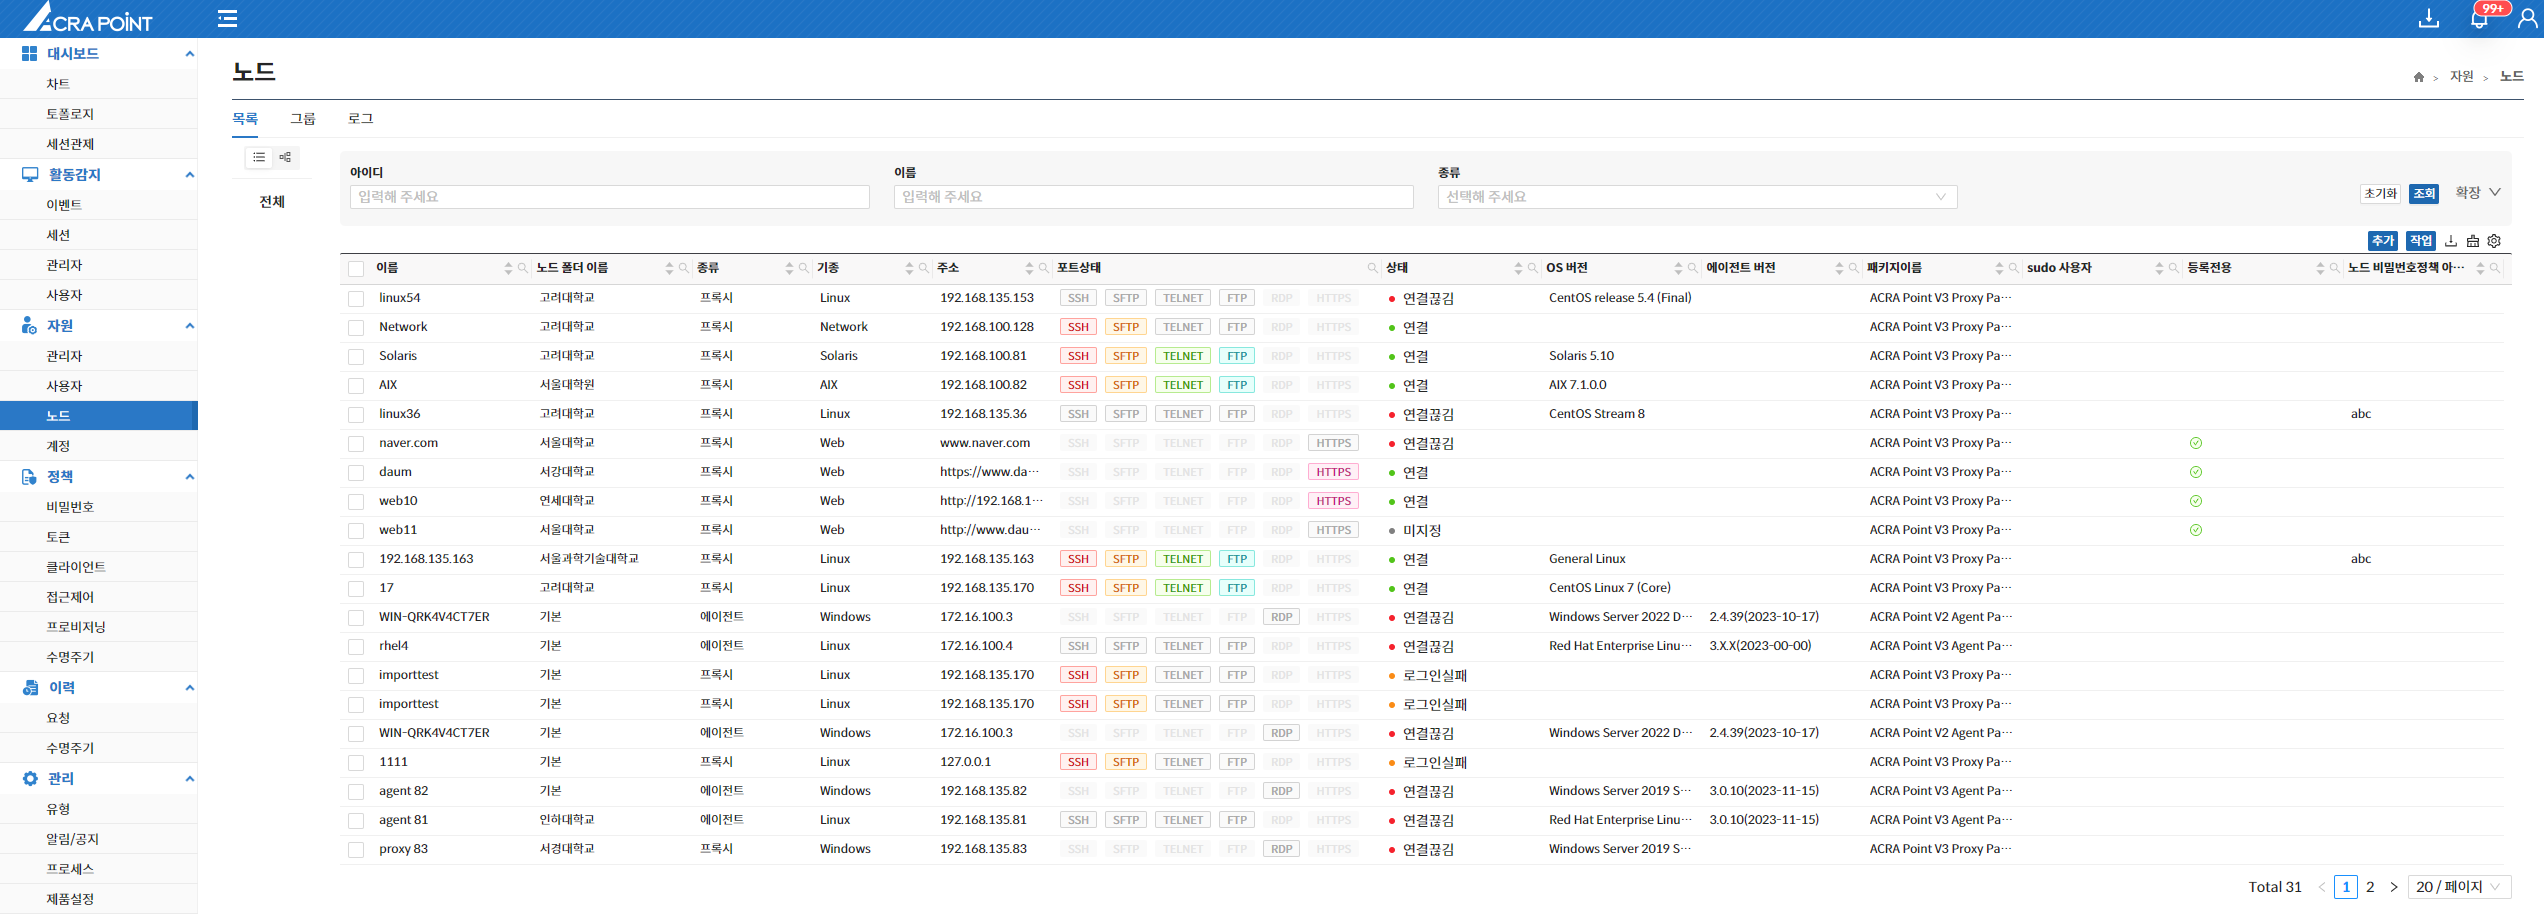 ACRA POINT
99+
대시보드
차트
토폴로지
세션관제
활동감지
이벤트
세션
관리자
사용자
자원
관리자
사용자
노드
계정
정책
비밀번호
토큰
클라이언트
접근제어
프로비저닝
수명주기
이력
요청
수명주기
관리
유형
알림/공지
프로세스
제품설정
노드
> 자원 > 노드
목록 그룹 로그
전체
아이디 이름 종류
입력해 주세요 입력해 주세요 선택해 주세요
초기화 조회 확장
추가 작업
이름 노드 폴더 이름 종류 기종 주소 포트상태 상태 OS 버전 에이전트 버전 패키지이름 sudo 사용자 등록전용 노드 비밀번호정책 아···
linux54 고려대학교 프록시 Linux 192.168.135.153 SSH SFTP TELNET FTP RDP HTTPS 연결끊김 CentOS release 5.4 (Final) ACRA Point V3 Proxy Pa···
Network 고려대학교 프록시 Network 192.168.100.128 SSH SFTP TELNET FTP RDP HTTPS 연결 ACRA Point V3 Proxy Pa···
Solaris 고려대학교 프록시 Solaris 192.168.100.81 SSH SFTP TELNET FTP RDP HTTPS 연결 Solaris 5.10 ACRA Point V3 Proxy Pa···
AIX 서울대학원 프록시 AIX 192.168.100.82 SSH SFTP TELNET FTP RDP HTTPS 연결 AIX 7.1.0.0 ACRA Point V3 Proxy Pa···
linux36 고려대학교 프록시 Linux 192.168.135.36 SSH SFTP TELNET FTP RDP HTTPS 연결끊김 CentOS Stream 8 ACRA Point V3 Proxy Pa··· abc
naver.com 서울대학교 프록시 Web www.naver.com SSH SFTP TELNET FTP RDP HTTPS 연결끊김 ACRA Point V3 Proxy Pa···
daum 서강대학교 프록시 Web https://www.da··· SSH SFTP TELNET FTP RDP HTTPS 연결 ACRA Point V3 Proxy Pa···
web10 연세대학교 프록시 Web http://192.168.1··· SSH SFTP TELNET FTP RDP HTTPS 연결 ACRA Point V3 Proxy Pa···
web11 서울대학교 프록시 Web http://www.dau··· SSH SFTP TELNET FTP RDP HTTPS 미지정 ACRA Point V3 Proxy Pa···
192.168.135.163 서울과학기술대학교 프록시 Linux 192.168.135.163 SSH SFTP TELNET FTP RDP HTTPS 연결 General Linux ACRA Point V3 Proxy Pa··· abc
17 고려대학교 프록시 Linux 192.168.135.170 SSH SFTP TELNET FTP RDP HTTPS 연결 CentOS Linux 7 (Core) ACRA Point V3 Proxy Pa···
WIN-QRK4V4CT7ER 기본 에이전트 Windows 172.16.100.3 SSH SFTP TELNET FTP RDP HTTPS 연결끊김 Windows Server 2022 D··· 2.4.39(2023-10-17) ACRA Point V2 Agent Pa···
rhel4 기본 에이전트 Linux 172.16.100.4 SSH SFTP TELNET FTP RDP HTTPS 연결끊김 Red Hat Enterprise Linu··· 3.X.X(2023-00-00) ACRA Point V3 Agent Pa···
importtest 기본 프록시 Linux 192.168.135.170 SSH SFTP TELNET FTP RDP HTTPS 로그인실패 ACRA Point V3 Proxy Pa···
importtest 기본 프록시 Linux 192.168.135.170 SSH SFTP TELNET FTP RDP HTTPS 로그인실패 ACRA Point V3 Proxy Pa···
WIN-QRK4V4CT7ER 기본 에이전트 Windows 172.16.100.3 SSH SFTP TELNET FTP RDP HTTPS 연결끊김 Windows Server 2022 D··· 2.4.39(2023-10-17) ACRA Point V2 Agent Pa···
1111 기본 프록시 Linux 127.0.0.1 SSH SFTP TELNET FTP RDP HTTPS 로그인실패 ACRA Point V3 Proxy Pa···
agent 82 기본 에이전트 Windows 192.168.135.82 SSH SFTP TELNET FTP RDP HTTPS 연결끊김 Windows Server 2019 S··· 3.0.10(2023-11-15) ACRA Point V3 Agent Pa···
agent 81 인하대학교 에이전트 Linux 192.168.135.81 SSH SFTP TELNET FTP RDP HTTPS 연결끊김 Red Hat Enterprise Linu··· 3.0.10(2023-11-15) ACRA Point V3 Agent Pa···
proxy 83 서경대학교 프록시 Windows 192.168.135.83 SSH SFTP TELNET FTP RDP HTTPS 연결끊김 Windows Server 2019 S··· ACRA Point V3 Proxy Pa···
Total 31 < 1 2 > 20 / 페이지